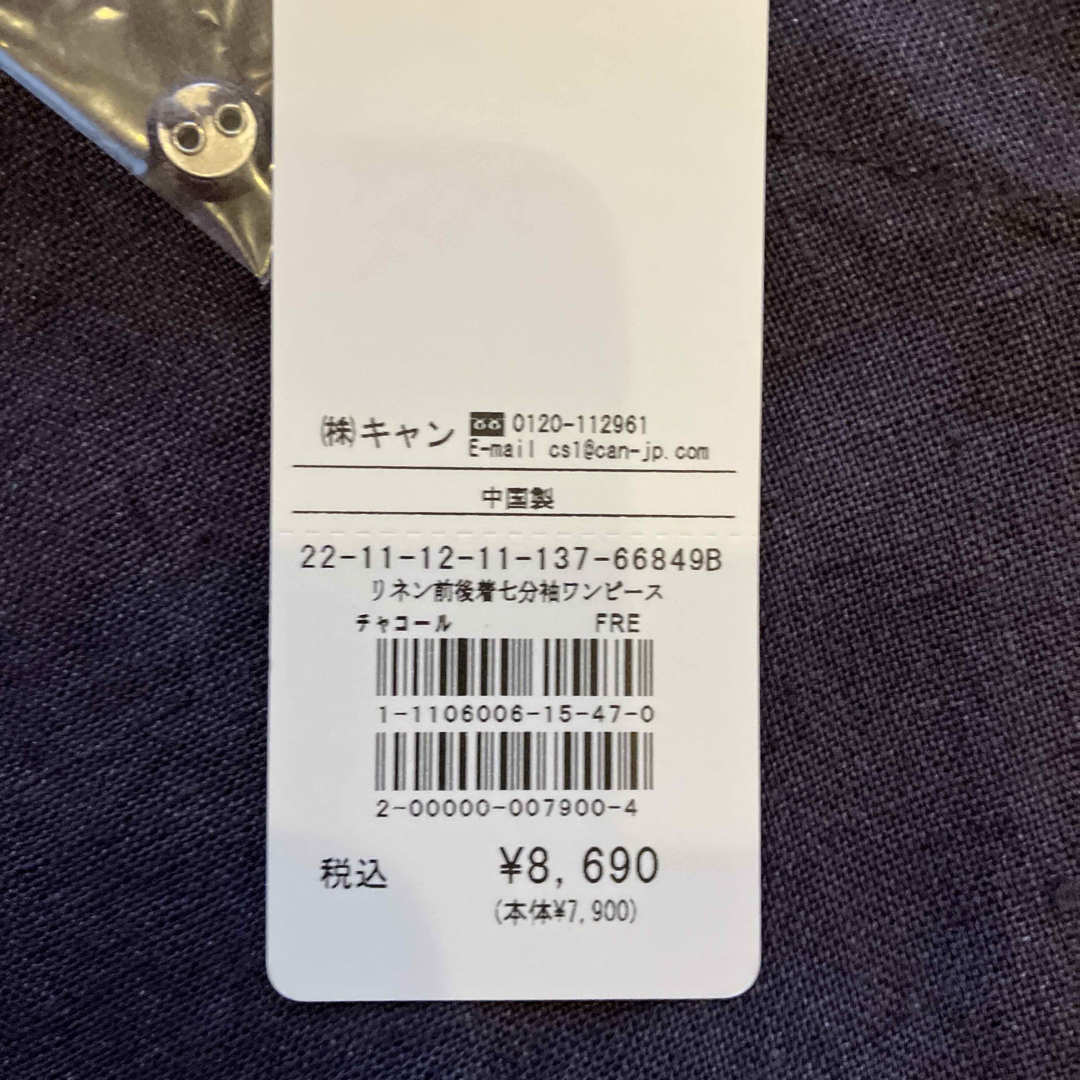 ㈱キャン 0120-112961
E-mail cs1@can-jp.com
中国製
22-11-12-11-137-66849B
リネン前後着七分袖ワンピース
チャコール FRE
1-1106006-15-47-0
2-00000-007900-4
税込 ¥8,690
(本体¥7,900)